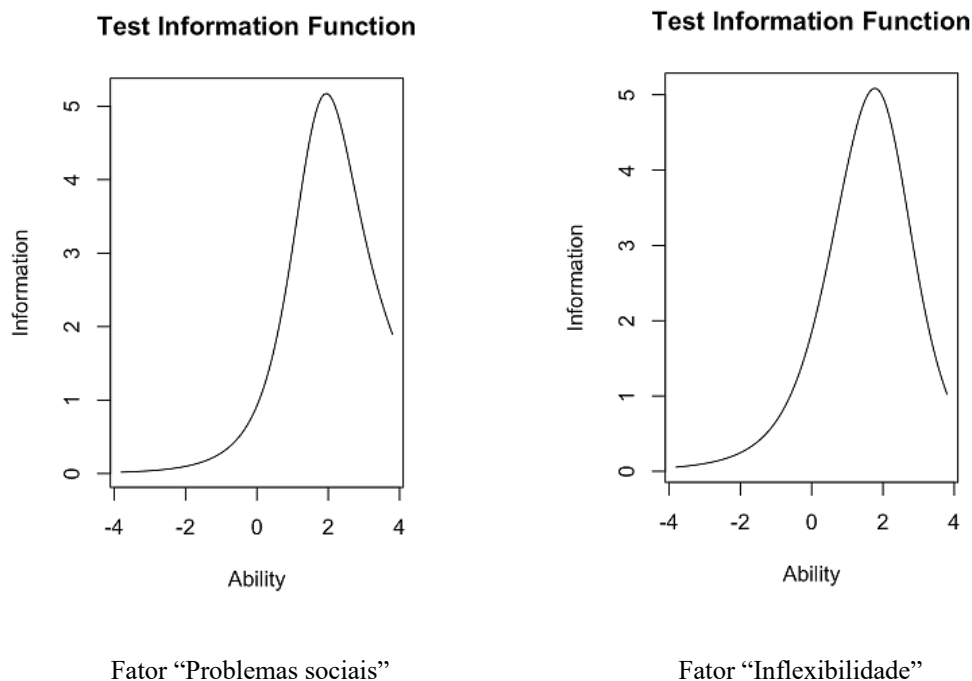 Test Information Function
5
4
3
2
1
0
Information
-4 -2 0 2 4
Ability
Fator “Problemas sociais”
Test Information Function
5
4
3
2
1
0
Information
-4 -2 0 2 4
Ability
Fator “Inflexibilidade”